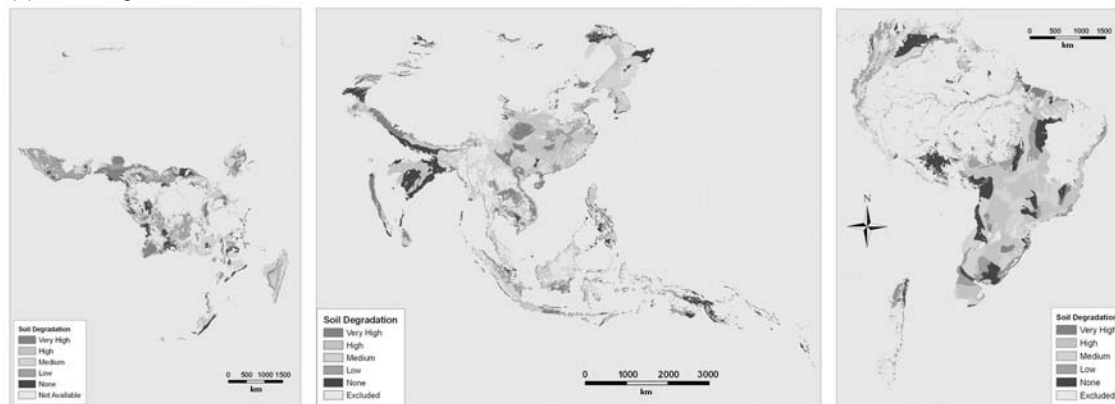 Soil Degradation
Very High
High
Medium
Low
None
Not Available
0 500 1000 1500
km
Soil Degradation
Very High
High
Medium
Low
None
Excluded
0 1000 2000 3000
km
0 500 1000 1500
km
N
Soil Degradation
Very High
High
Medium
Low
None
Excluded